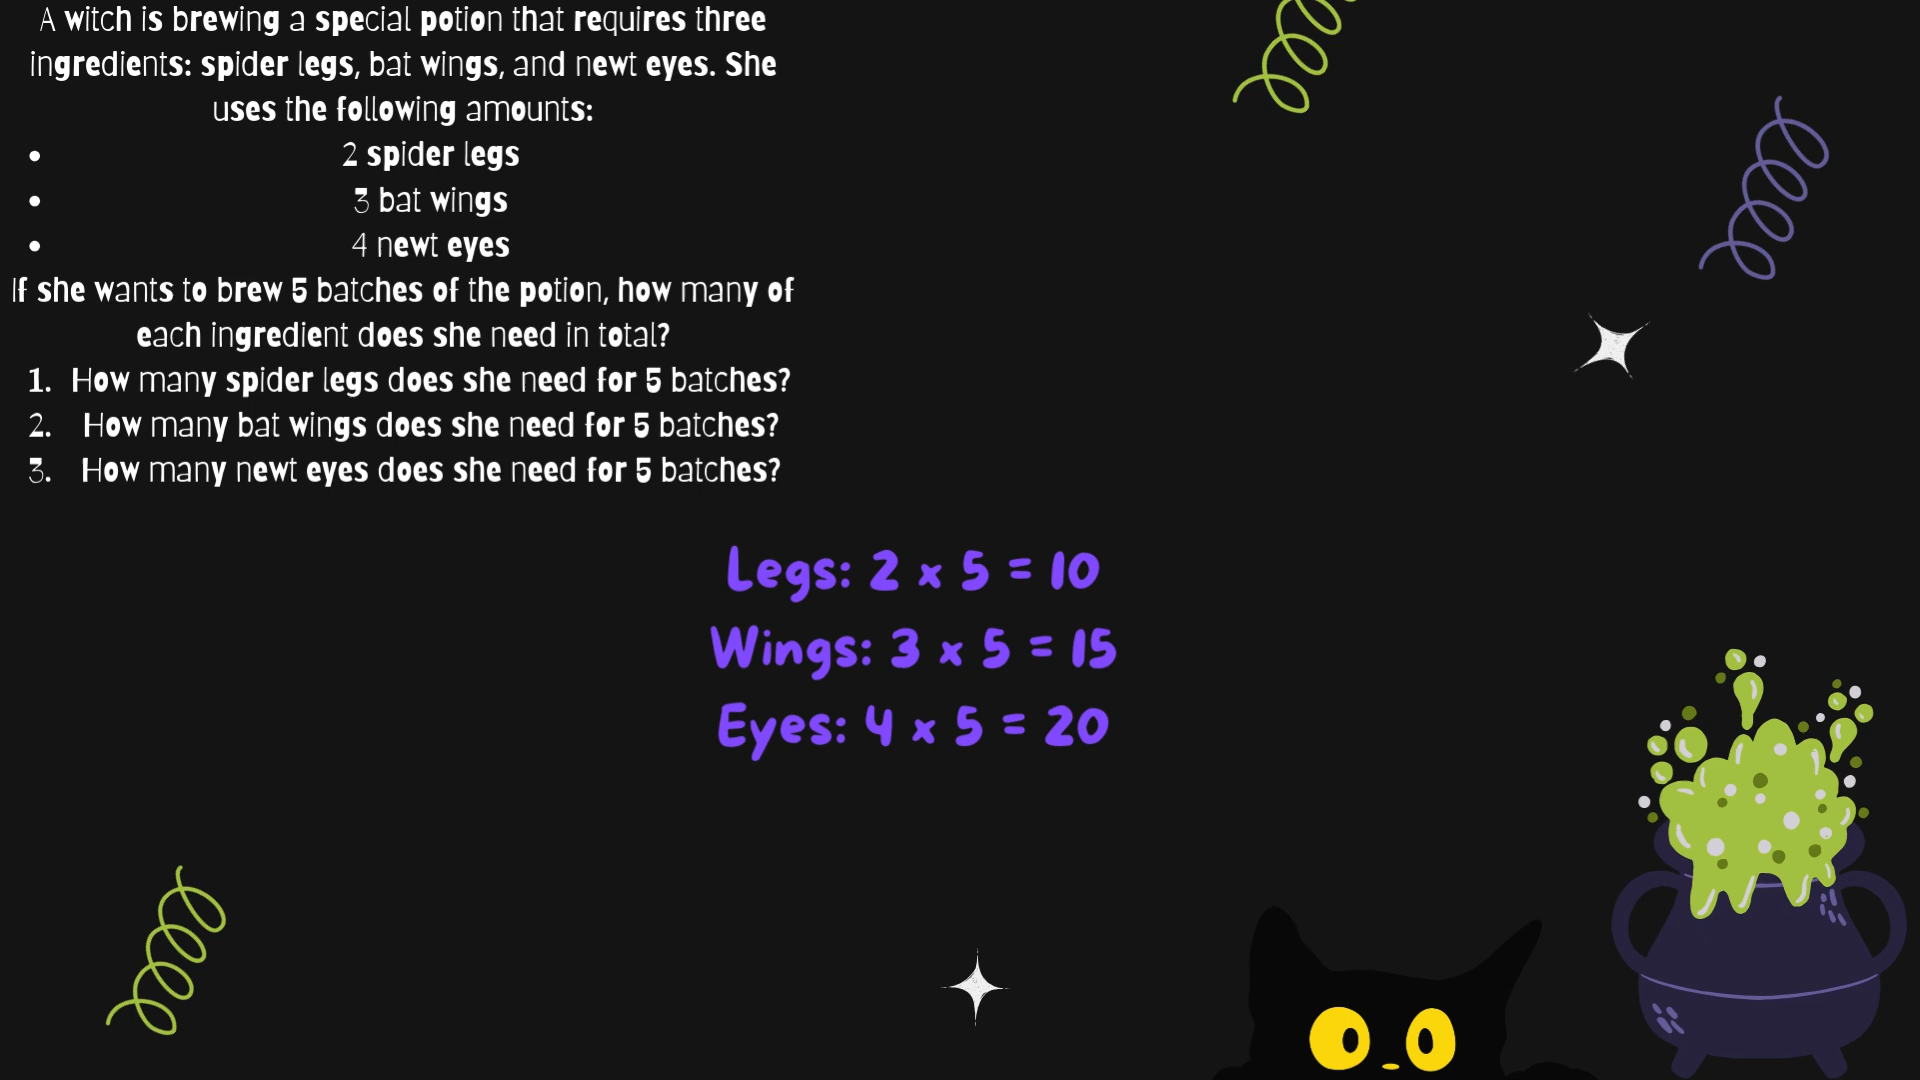 A witch is brewing a special potion that requires three
ingredients: spider legs, bat wings, and newt eyes. She
uses the following amounts:
• 2 spider legs
• 3 bat wings
• 4 newt eyes
If she wants to brew 5 batches of the potion, how many of
each ingredient does she need in total?
1. How many spider legs does she need for 5 batches?
2. How many bat wings does she need for 5 batches?
3. How many newt eyes does she need for 5 batches?
Legs: 2 x 5 = 10
Wings: 3 x 5 = 15
Eyes: 4 x 5 = 20